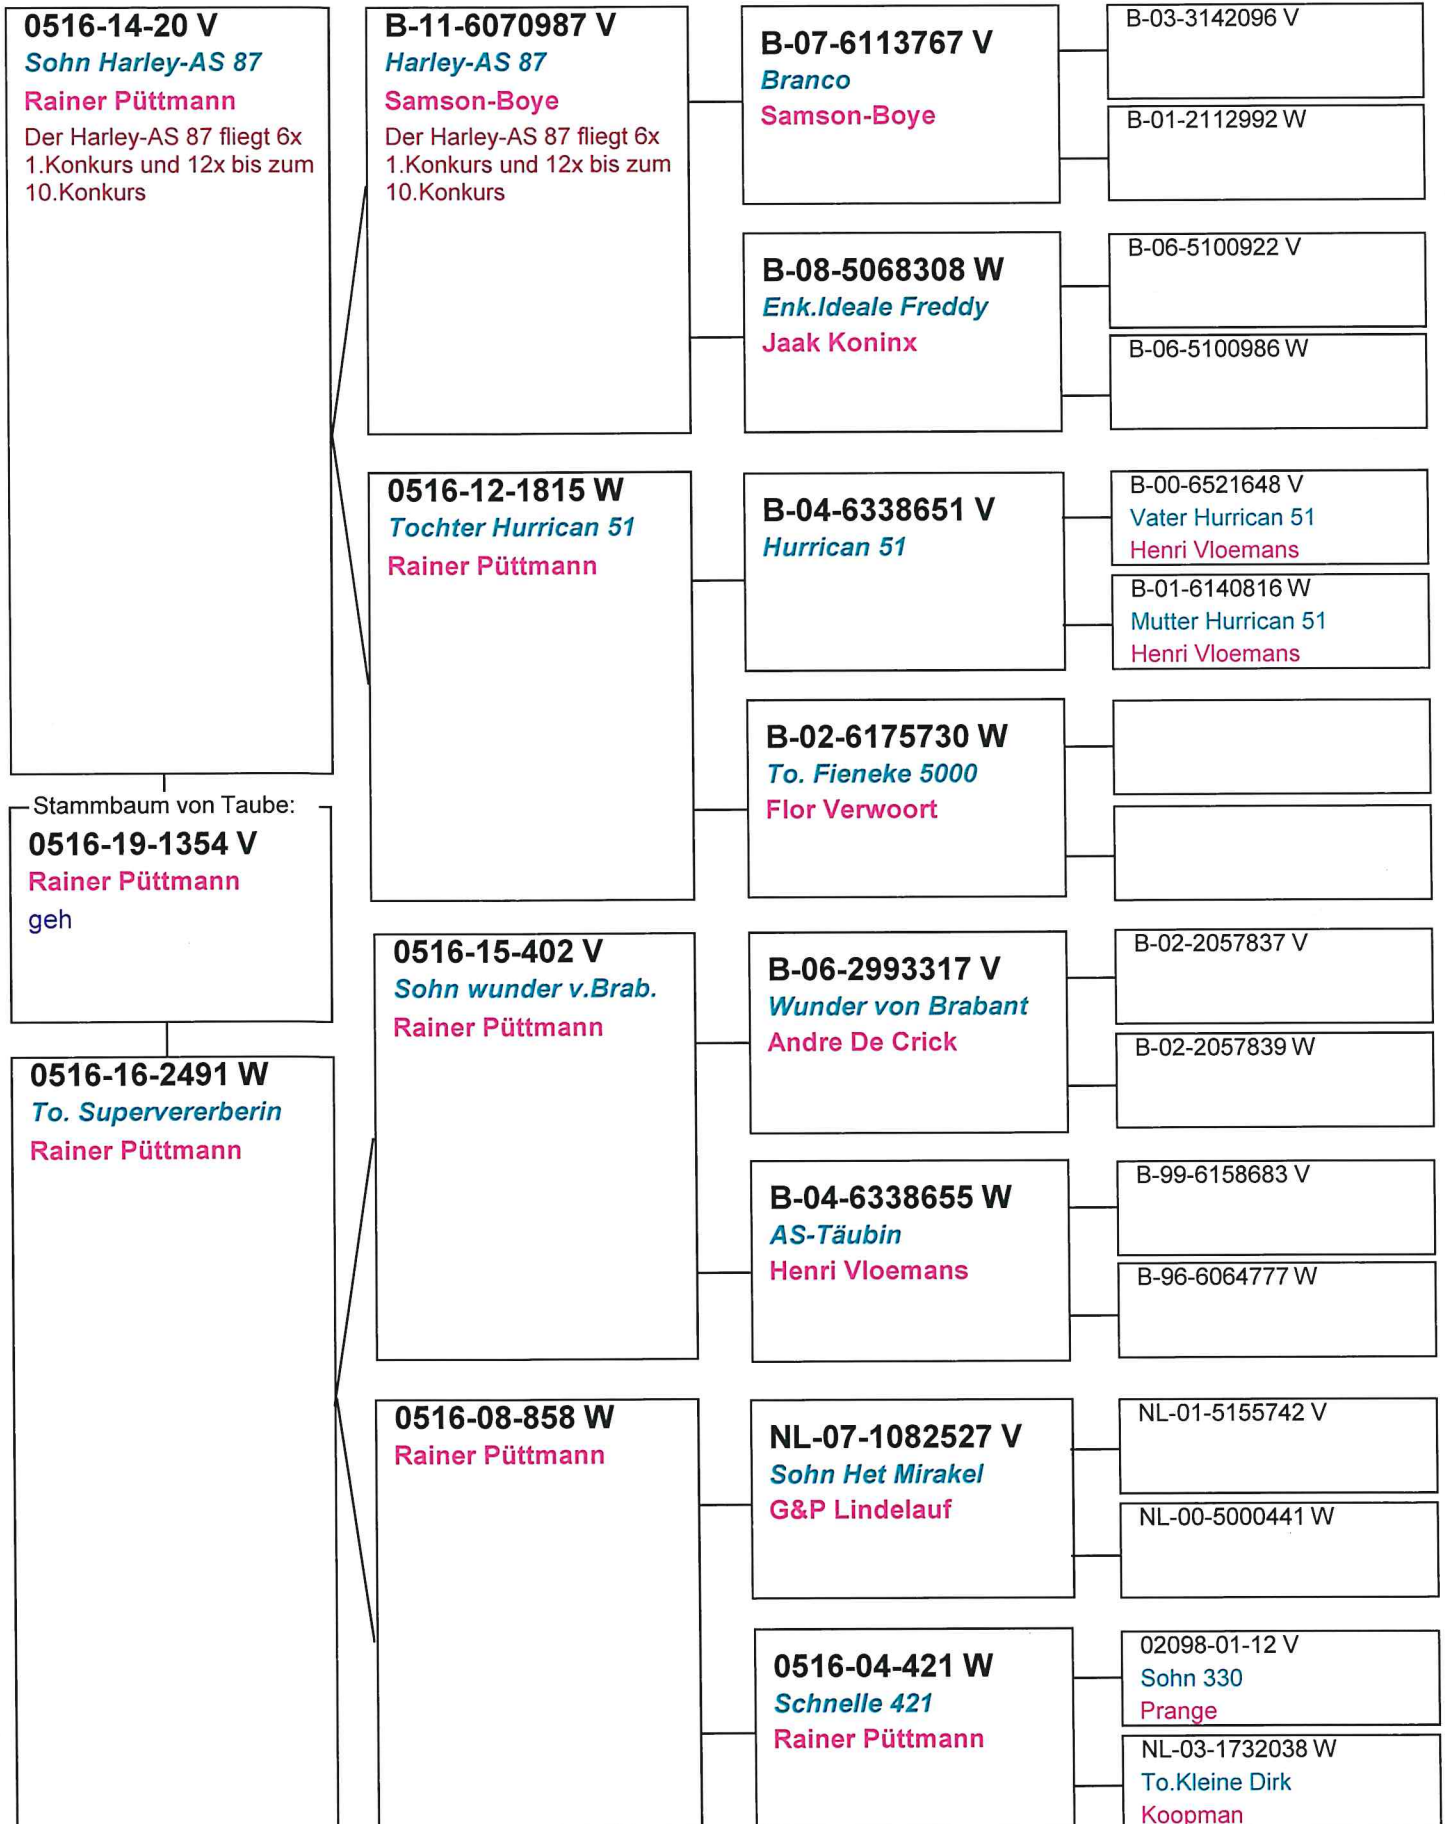 0516-14-20 V
Sohn Harley-AS 87
Rainer Püttmann
Der Harley-AS 87 fliegt 6x
1.Konkurs und 12x bis zum
10.Konkurs
Stammbaum von Taube:
0516-19-1354 V
Rainer Püttmann
geh
0516-16-2491 W
To. Supervererberin
Rainer Püttmann
B-11-6070987 V
Harley-AS 87
Samson-Boye
Der Harley-AS 87 fliegt 6x
1.Konkurs und 12x bis zum
10.Konkurs
0516-12-1815 W
Tochter Hurrican 51
Rainer Püttmann
0516-15-402 V
Sohn wunder v.Brab.
Rainer Püttmann
0516-08-858 W
Rainer Püttmann
B-07-6113767 V
Branco
Samson-Boye
B-08-5068308 W
Enk.Ideale Freddy
Jaak Koninx
B-04-6338651 V
Hurrican 51
B-02-6175730 W
To. Fieneke 5000
Flor Verwoort
B-06-2993317 V
Wunder von Brabant
Andre De Crick
B-04-6338655 W
AS-Täubin
Henri Vloemans
NL-07-1082527 V
Sohn Het Mirakel
G&P Lindelauf
0516-04-421 W
Schnelle 421
Rainer Püttmann
B-03-3142096 V
B-01-2112992 W
B-06-5100922 V
B-06-5100986 W
B-00-6521648 V
Vater Hurrican 51
Henri Vloemans
B-01-6140816 W
Mutter Hurrican 51
Henri Vloemans
B-02-2057837 V
B-02-2057839 W
B-99-6158683 V
B-96-6064777 W
NL-01-5155742 V
NL-00-5000441 W
02098-01-12 V
Sohn 330
Prange
NL-03-1732038 W
To.Kleine Dirk
Koopman